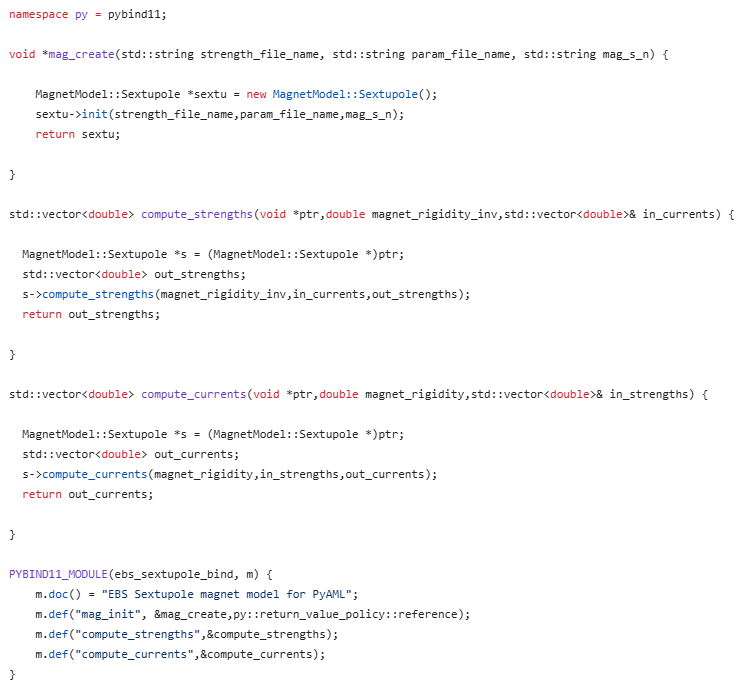 namespace py = pybind11;
void *mag_create(std::string strength_file_name, std::string param_file_name, std::string mag_s_n) {
    MagnetModel::Sextupole *sextu = new MagnetModel::Sextupole();
    sextu->init(strength_file_name,param_file_name,mag_s_n);
    return sextu;
}
std::vector<double> compute_strengths(void *ptr,double magnet_rigidity_inv,std::vector<double>& in_currents) {
  MagnetModel::Sextupole *s = (MagnetModel::Sextupole *)ptr;
  std::vector<double> out_strengths;
  s->compute_strengths(magnet_rigidity_inv,in_currents,out_strengths);
  return out_strengths;
}
std::vector<double> compute_currents(void *ptr,double magnet_rigidity,std::vector<double>& in_strengths) {
  MagnetModel::Sextupole *s = (MagnetModel::Sextupole *)ptr;
  std::vector<double> out_currents;
  s->compute_currents(magnet_rigidity,in_strengths,out_currents);
  return out_currents;
}
PYBIND11_MODULE(ebs_sextupole_bind, m) {
    m.doc() = "EBS Sextupole magnet model for PyAML";
    m.def("mag_init", &mag_create,py::return_value_policy::reference);
    m.def("compute_strengths",&compute_strengths);
    m.def("compute_currents",&compute_currents);
}